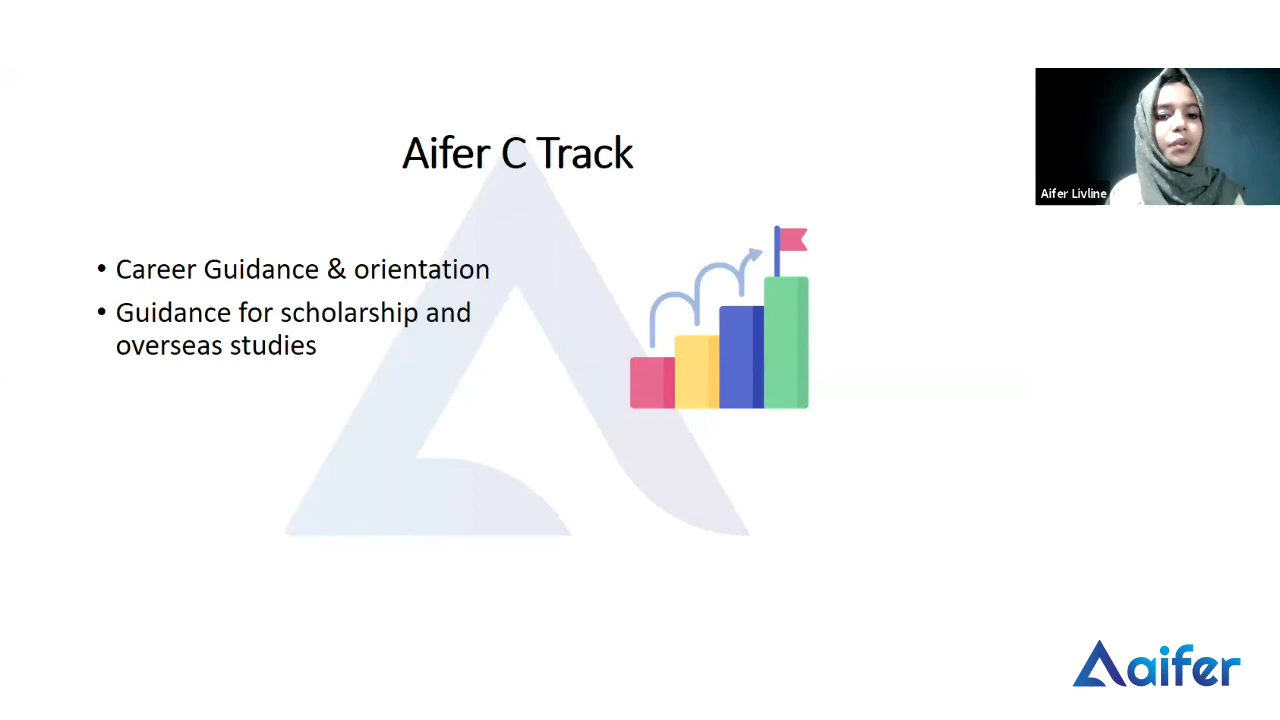 Aifer C Track
• Career Guidance & orientation
• Guidance for scholarship and
overseas studies
Aifer Livline
aifer